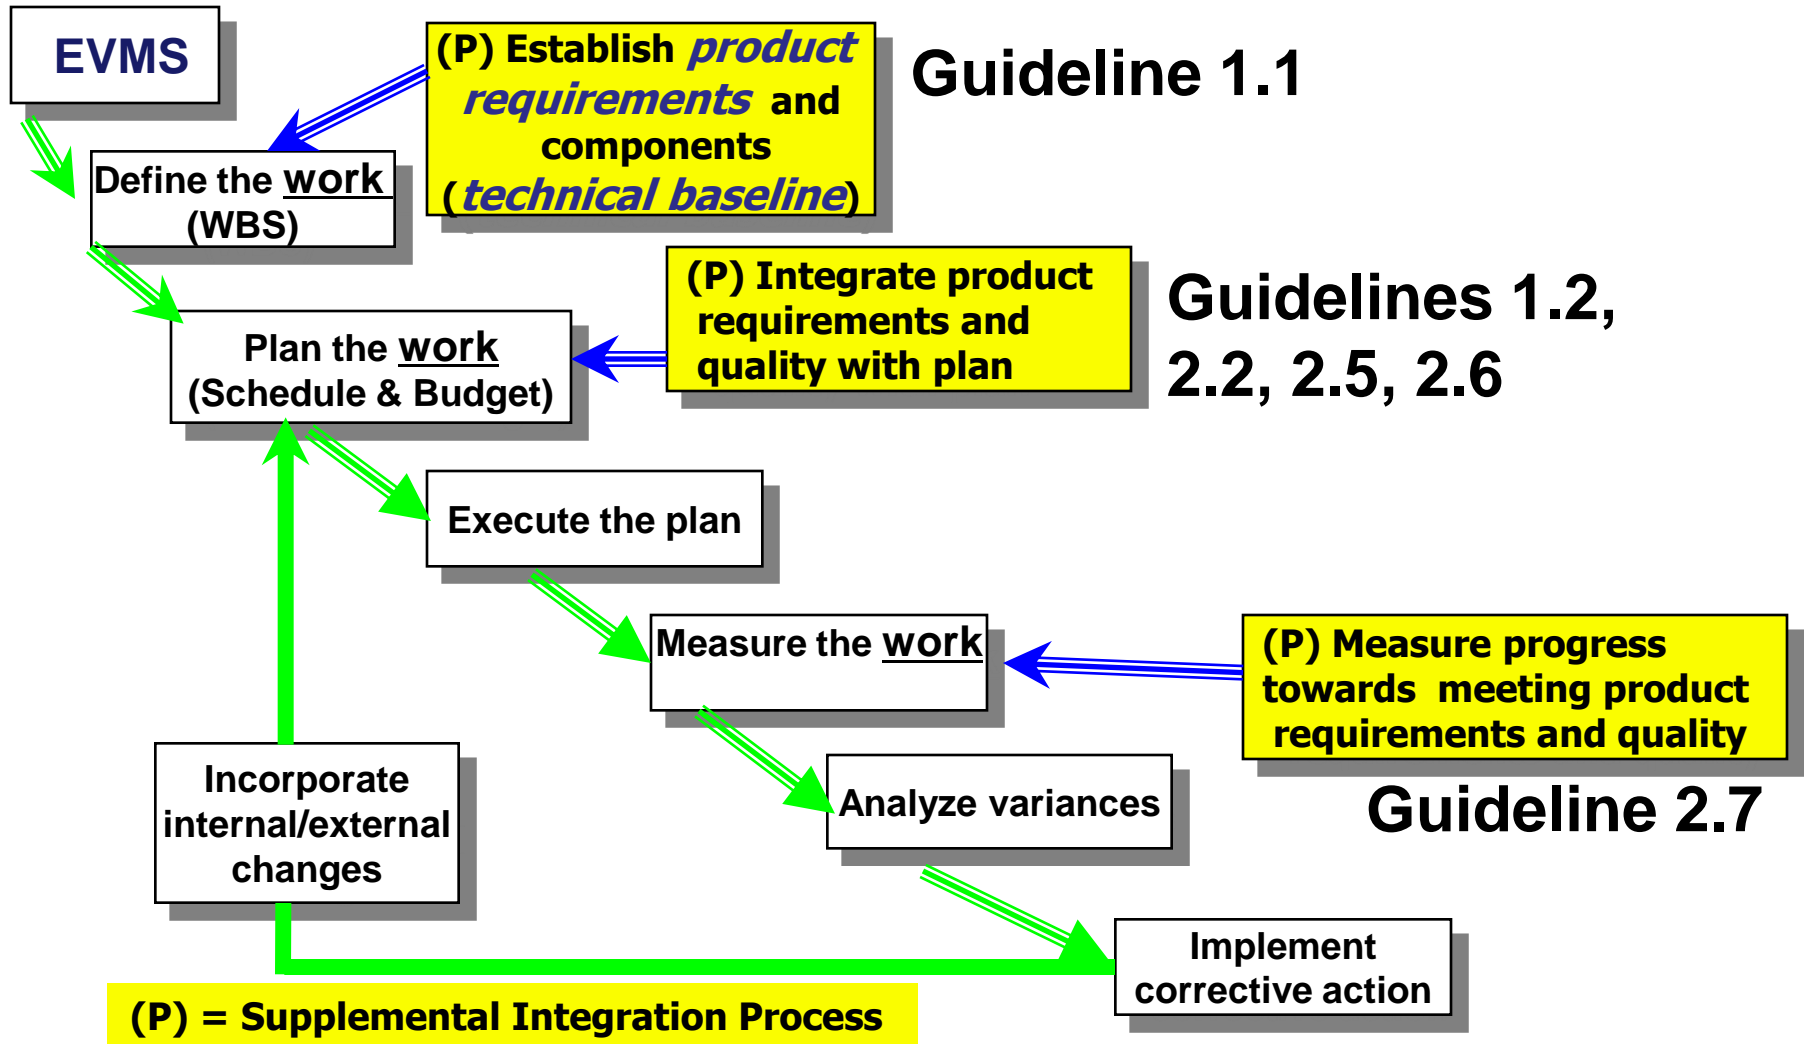 EVMS
(P) Establish product
requirements and
components
(technical baseline)
Guideline 1.1
Define the work
(WBS)
(P) Integrate product
requirements and
quality with plan
Guidelines 1.2,
2.2, 2.5, 2.6
Plan the work
(Schedule & Budget)
Execute the plan
Measure the work
(P) Measure progress
towards meeting product
requirements and quality
Guideline 2.7
Analyze variances
Incorporate
internal/external
changes
Implement
corrective action
(P) = Supplemental Integration Process